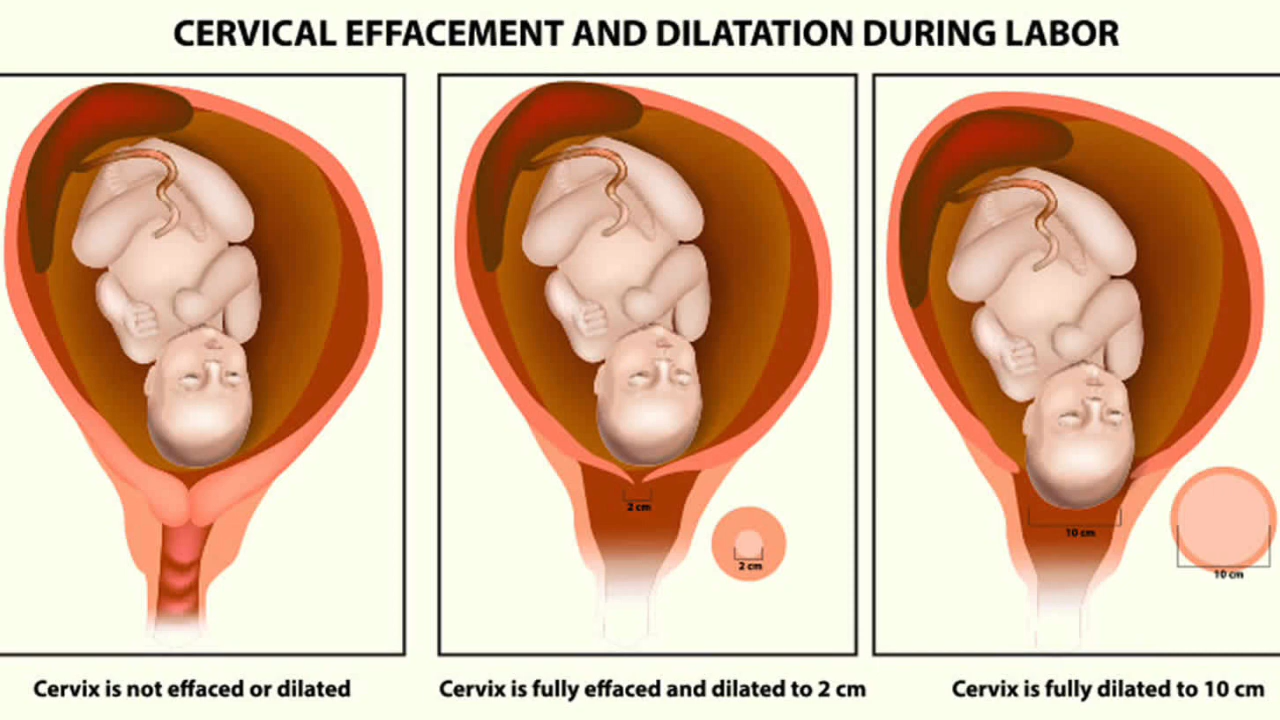 CERVICAL EFFACEMENT AND DILATATION DURING LABOR
2 cm
2 cm
10 cm
10 cm
Cervix is not effaced or dilated
Cervix is fully effaced and dilated to 2 cm
Cervix is fully dilated to 10 cm